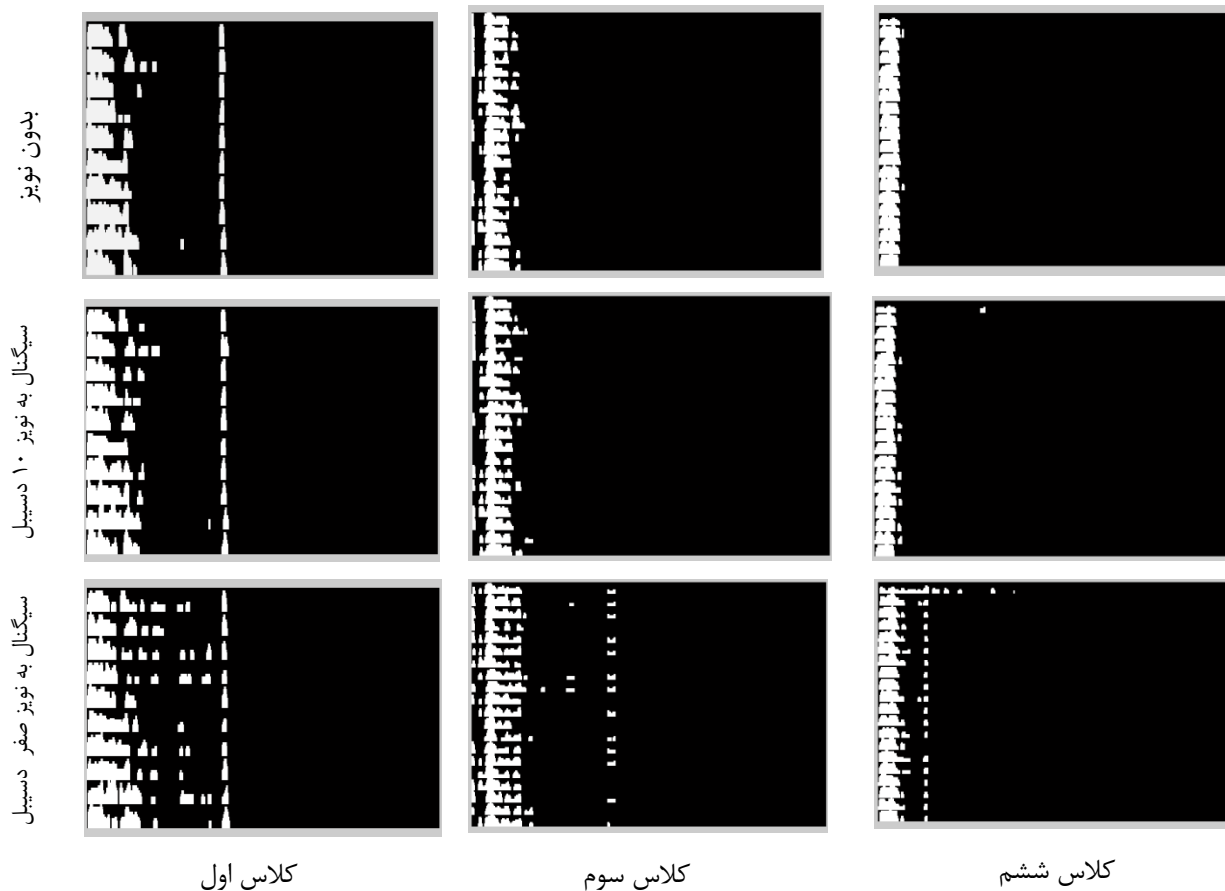 بدون نویز
سیگنال به نویز ۱۰ دسیبل
سیگنال به نویز صفر دسیبل
کلاس اول
کلاس سوم
کلاس ششم